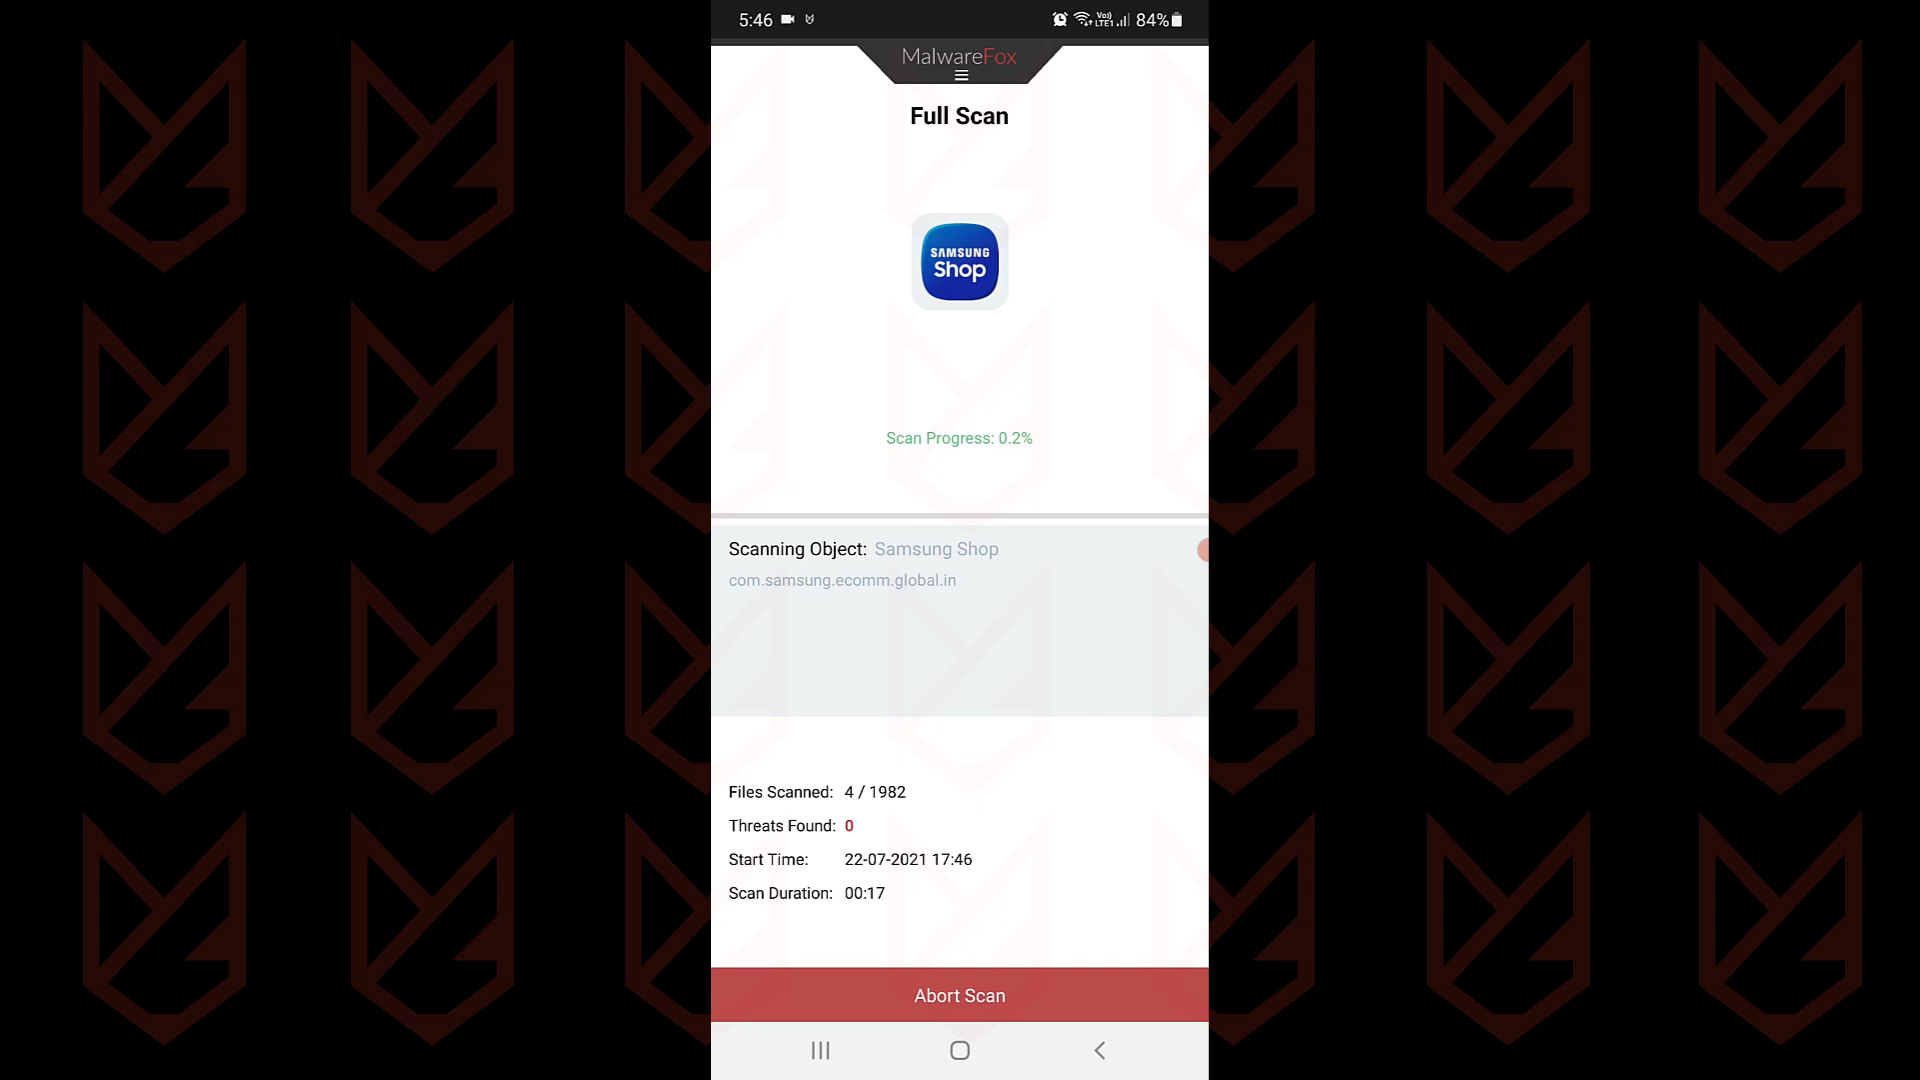 5:46
Vo)) LTE1 84%
MalwareFox
Full Scan
SAMSUNG
Shop
Scan Progress: 0.2%
Scanning Object: Samsung Shop
com.samsung.ecomm.global.in
Files Scanned: 4 / 1982
Threats Found: 0
Start Time: 22-07-2021 17:46
Scan Duration: 00:17
Abort Scan